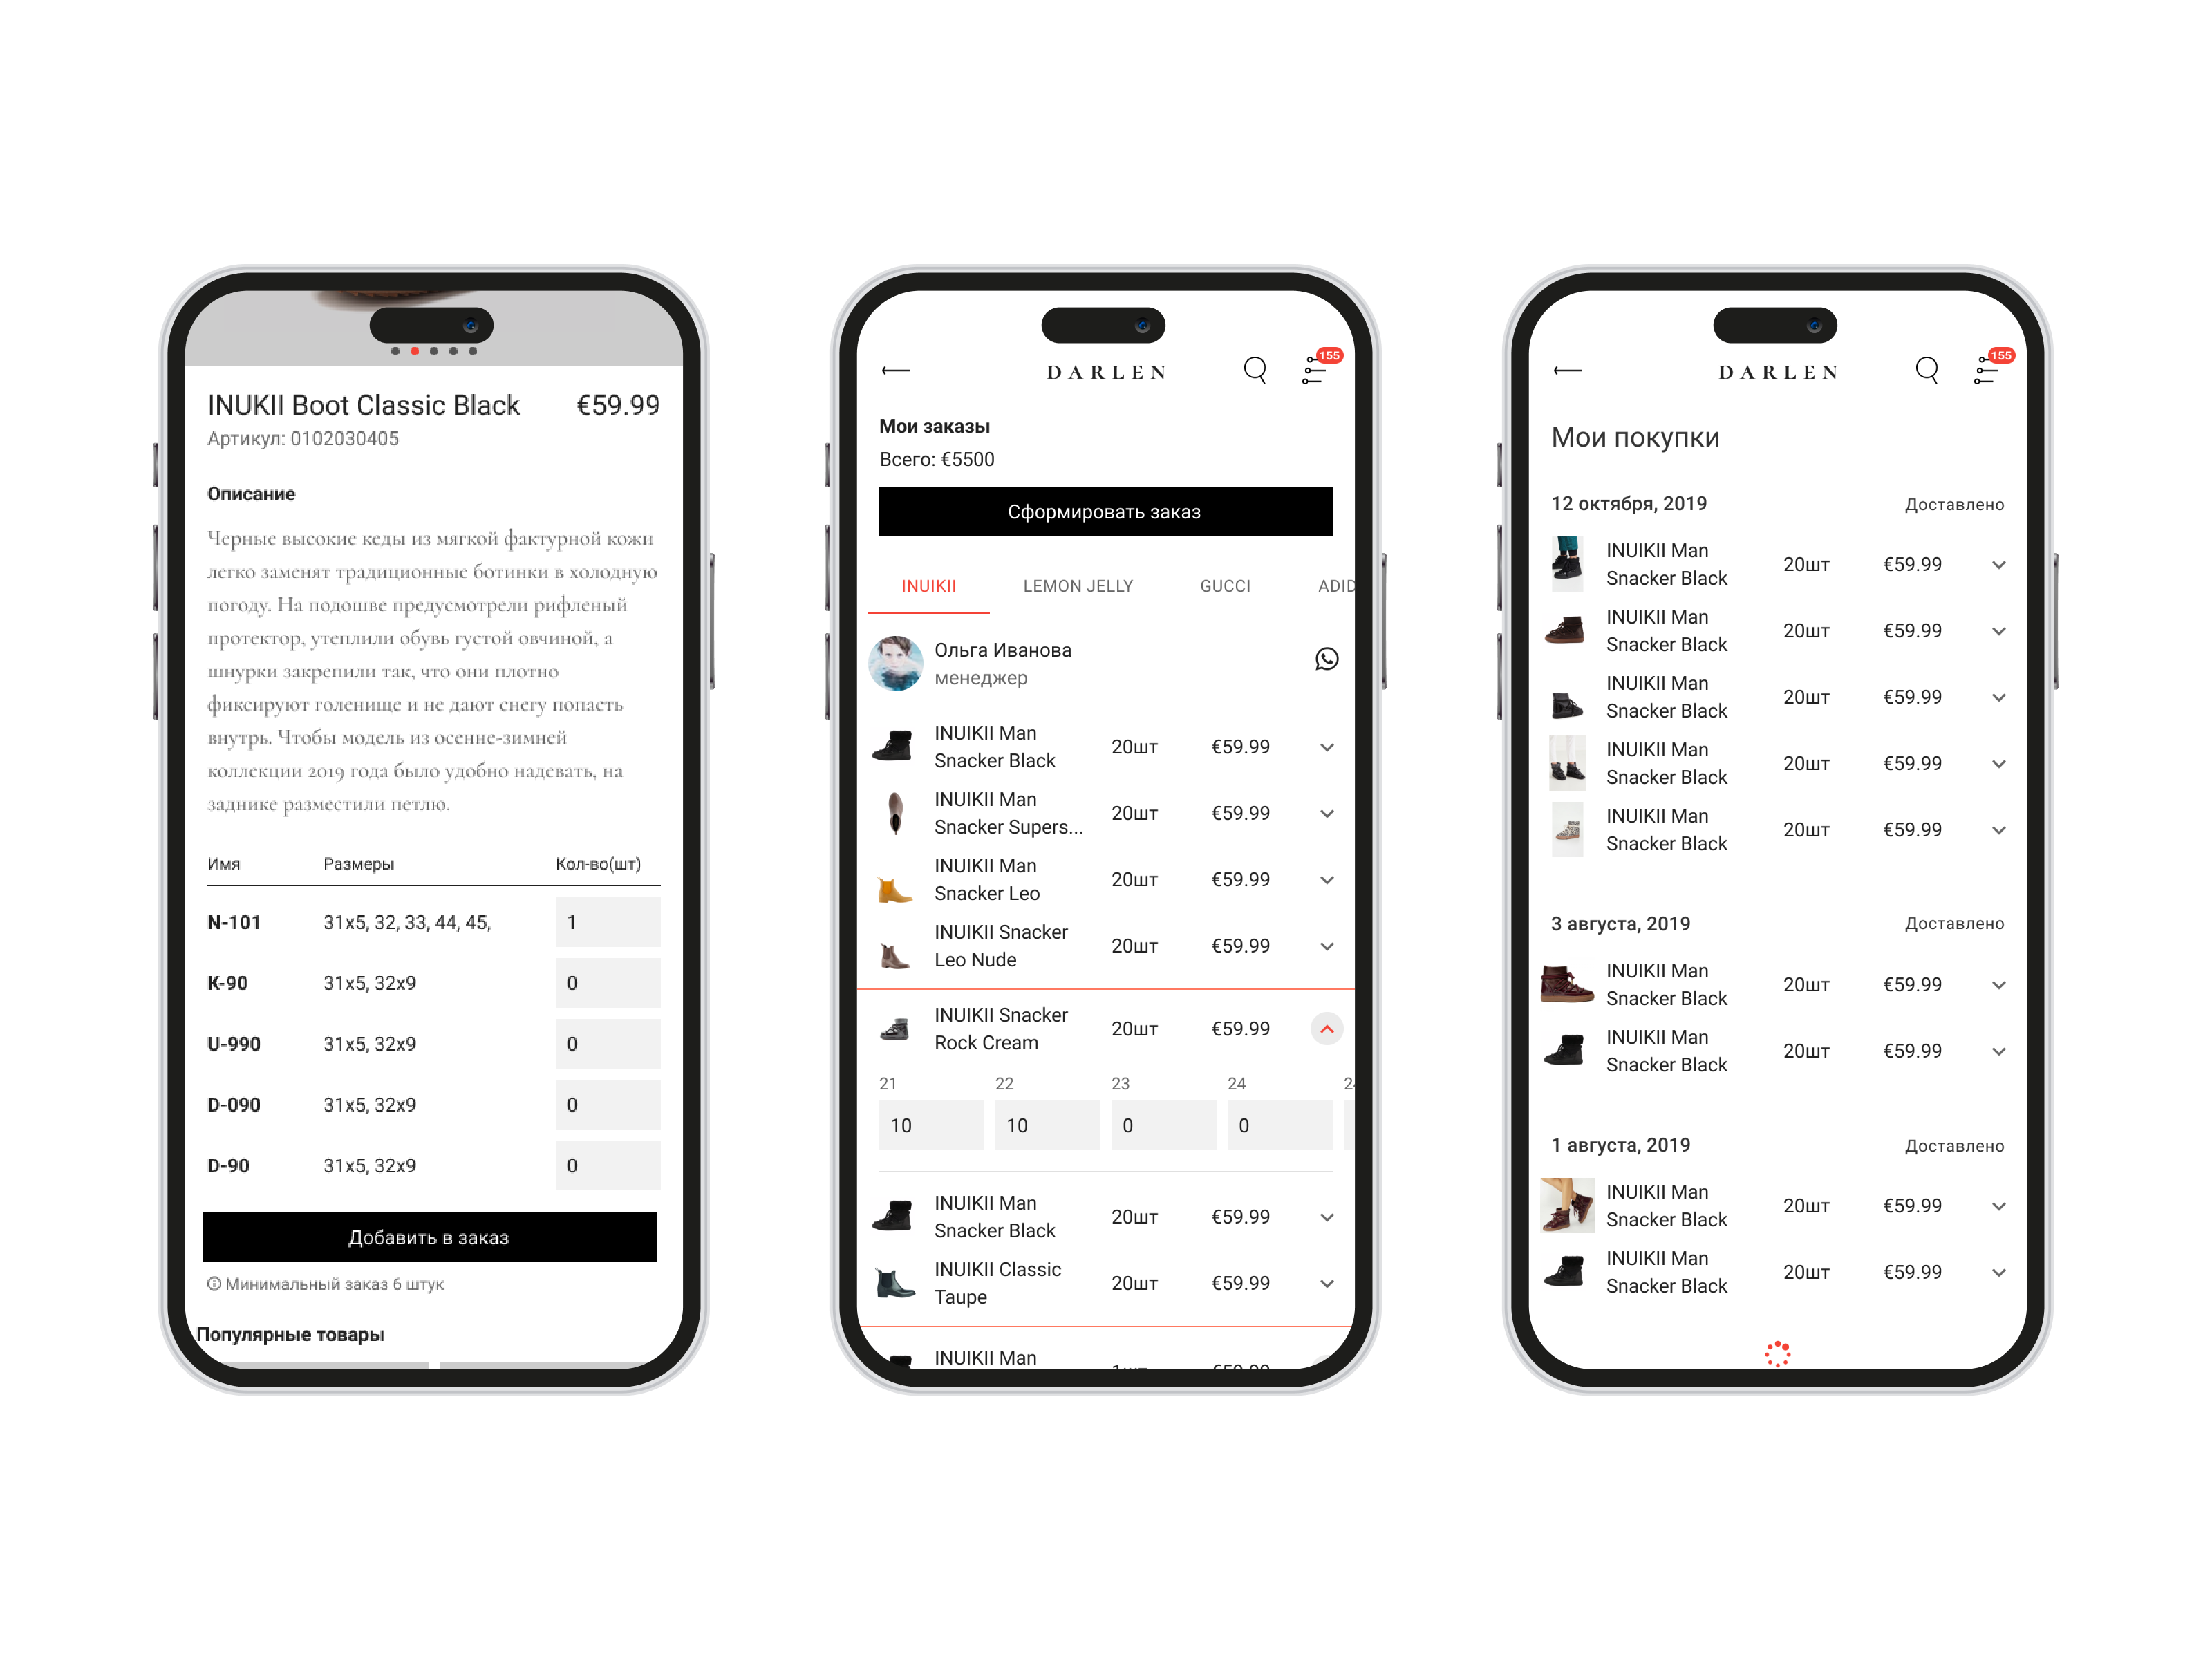 INUKII Boot Classic Black €59.99
Артикул: 0102030405
Описание
Черные высокие кеды из мягкой фактурной кожи
легко заменят традиционные ботинки в холодную
погоду. На подошве предусмотрели рифленый
протектор, утеплили обувь густой овчиной, а
шнурки закрепили так, что они плотно
фиксируют голенище и не дают снегу попасть
внутрь. Чтобы модель из осенне-зимней
коллекции 2019 года было удобно надевать, на
заднике разместили петлю.
Имя Размеры Кол-во(шт)
N-101 31x5, 32, 33, 44, 45, 1
K-90 31x5, 32x9 0
U-990 31x5, 32x9 0
D-090 31x5, 32x9 0
D-90 31x5, 32x9 0
Добавить в заказ
Минимальный заказ 6 штук
Популярные товары
DARLEN 155
Мои заказы
Всего: €5500
Сформировать заказ
INUIKII LEMON JELLY GUCCI ADID
Ольга Иванова
менеджер
INUIKII Man
Snacker Black 20шт €59.99
INUIKII Man
Snacker Supers... 20шт €59.99
INUIKII Man
Snacker Leo 20шт €59.99
INUIKII Snacker
Leo Nude 20шт €59.99
INUIKII Snacker
Rock Cream 20шт €59.99
21 22 23 24
10 10 0 0
INUIKII Man
Snacker Black 20шт €59.99
INUIKII Classic
Taupe 20шт €59.99
INUIKII Man
1шт €59.99
DARLEN 155
Мои покупки
12 октября, 2019 Доставлено
INUIKII Man
Snacker Black 20шт €59.99
INUIKII Man
Snacker Black 20шт €59.99
INUIKII Man
Snacker Black 20шт €59.99
INUIKII Man
Snacker Black 20шт €59.99
INUIKII Man
Snacker Black 20шт €59.99
3 августа, 2019 Доставлено
INUIKII Man
Snacker Black 20шт €59.99
INUIKII Man
Snacker Black 20шт €59.99
1 августа, 2019 Доставлено
INUIKII Man
Snacker Black 20шт €59.99
INUIKII Man
Snacker Black 20шт €59.99